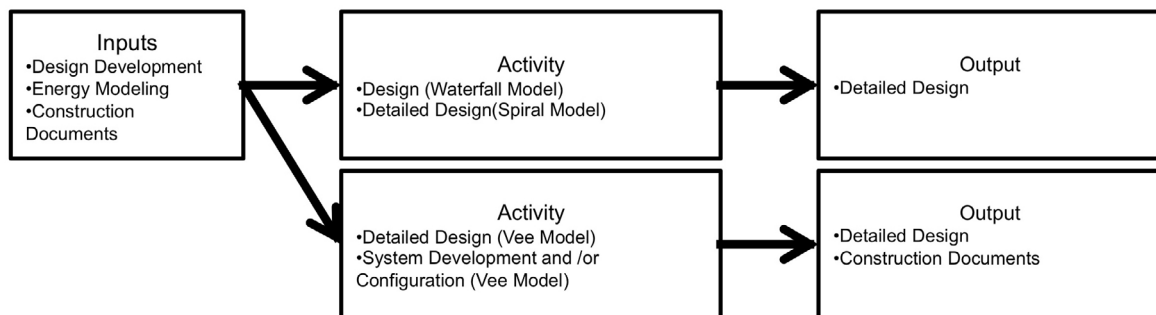 Inputs
•Design Development
•Energy Modeling
•Construction
Documents
Activity
•Design (Waterfall Model)
•Detailed Design(Spiral Model)
Output
•Detailed Design
Activity
•Detailed Design (Vee Model)
•System Development and /or
Configuration (Vee Model)
Output
•Detailed Design
•Construction Documents